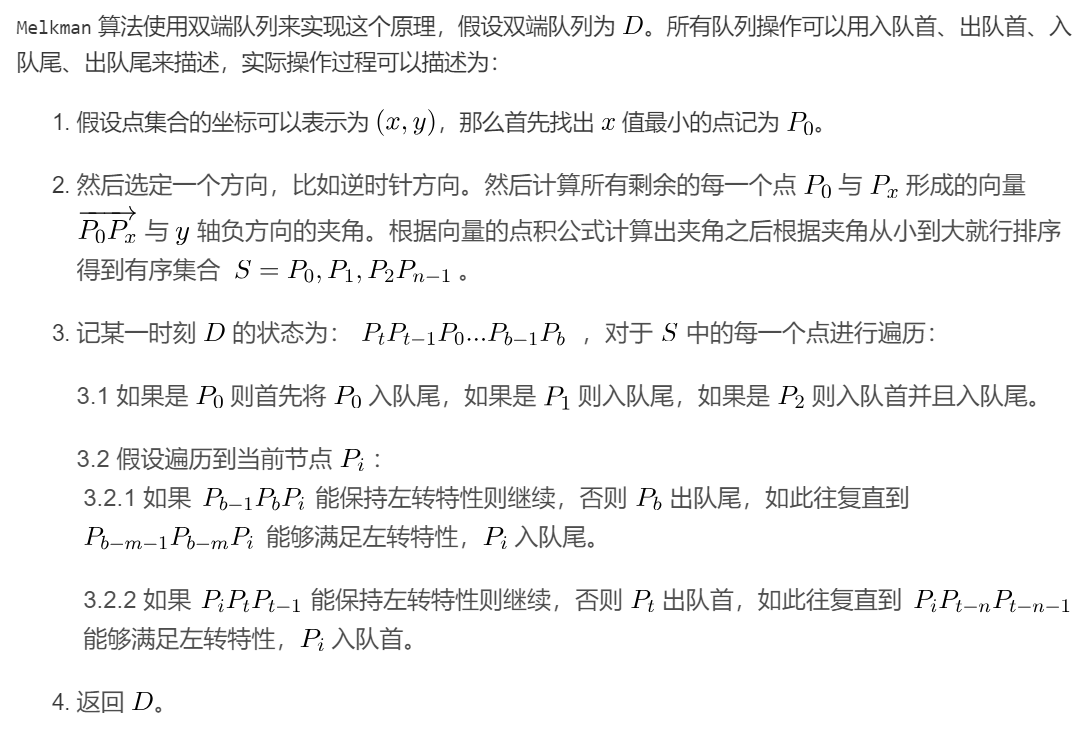 Melkman 算法使用双端队列来实现这个原理，假设双端队列为 D。所有队列操作可以用入队首、出队首、入
队尾、出队尾来描述，实际操作过程可以描述为：
1. 假设点集合的坐标可以表示为 (x, y)，那么首先找出 x 值最小的点记为 P₀。
2. 然后选定一个方向，比如逆时针方向。然后计算所有剩余的每一个点 P₀ 与 Pₓ 形成的向量
$\overrightarrow{P_0P_x}$ 与 y 轴负方向的夹角。根据向量的点积公式计算出夹角之后根据夹角从小到大就行排序
得到有序集合 $S = P_0, P_1, P_2P_{n-1}$ 。
3. 记某一时刻 D 的状态为： $P_tP_{t-1}P_0...P_{b-1}P_b$ ，对于 S 中的每一个点进行遍历：
3.1 如果是 $P_0$ 则首先将 $P_0$ 入队尾，如果是 $P_1$ 则入队尾，如果是 $P_2$ 则入队首并且入队尾。
3.2 假设遍历到当前节点 $P_i$ ：
3.2.1 如果 $P_{b-1}P_bP_i$ 能保持左转特性则继续，否则 $P_b$ 出队尾，如此往复直到
$P_{b-m-1}P_{b-m}P_i$ 能够满足左转特性，$P_i$ 入队尾。
3.2.2 如果 $P_iP_tP_{t-1}$ 能保持左转特性则继续，否则 $P_t$ 出队首，如此往复直到 $P_iP_{t-n}P_{t-n-1}$
能够满足左转特性，$P_i$ 入队首。
4. 返回 D。